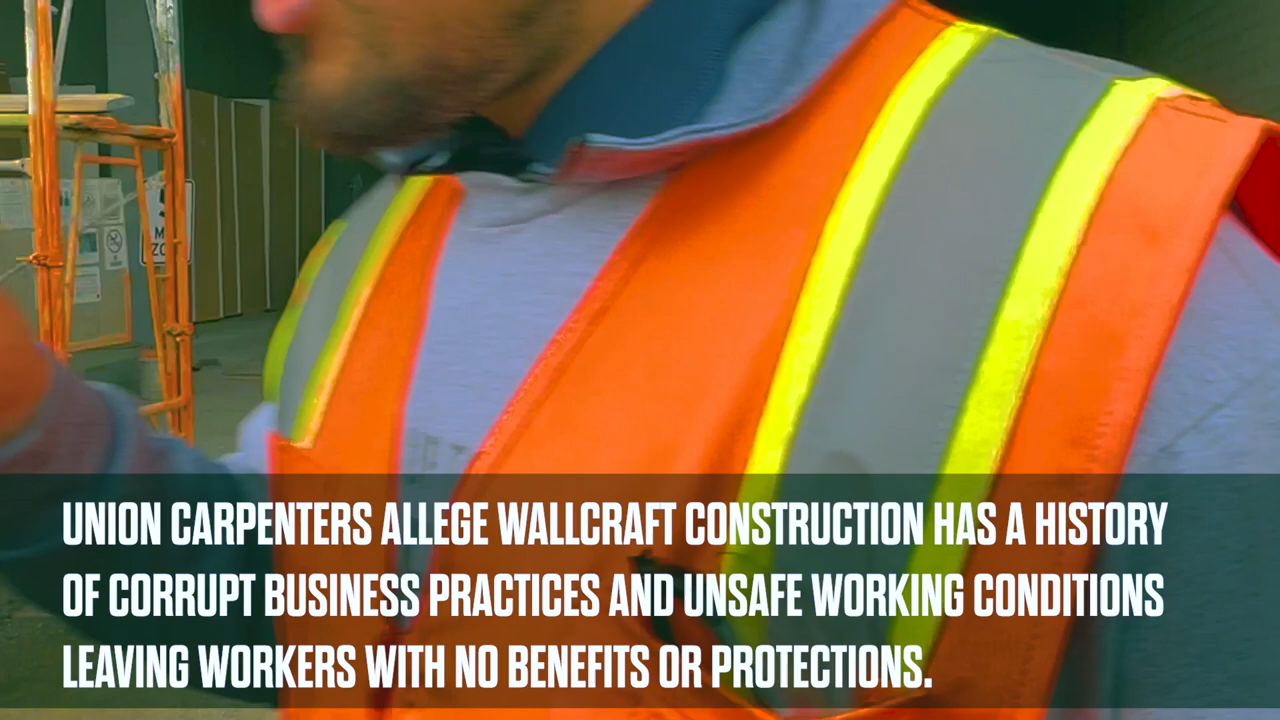 M
ZO
UNION CARPENTERS ALLEGE WALLCRAFT CONSTRUCTION HAS A HISTORY
OF CORRUPT BUSINESS PRACTICES AND UNSAFE WORKING CONDITIONS
LEAVING WORKERS WITH NO BENEFITS OR PROTECTIONS.